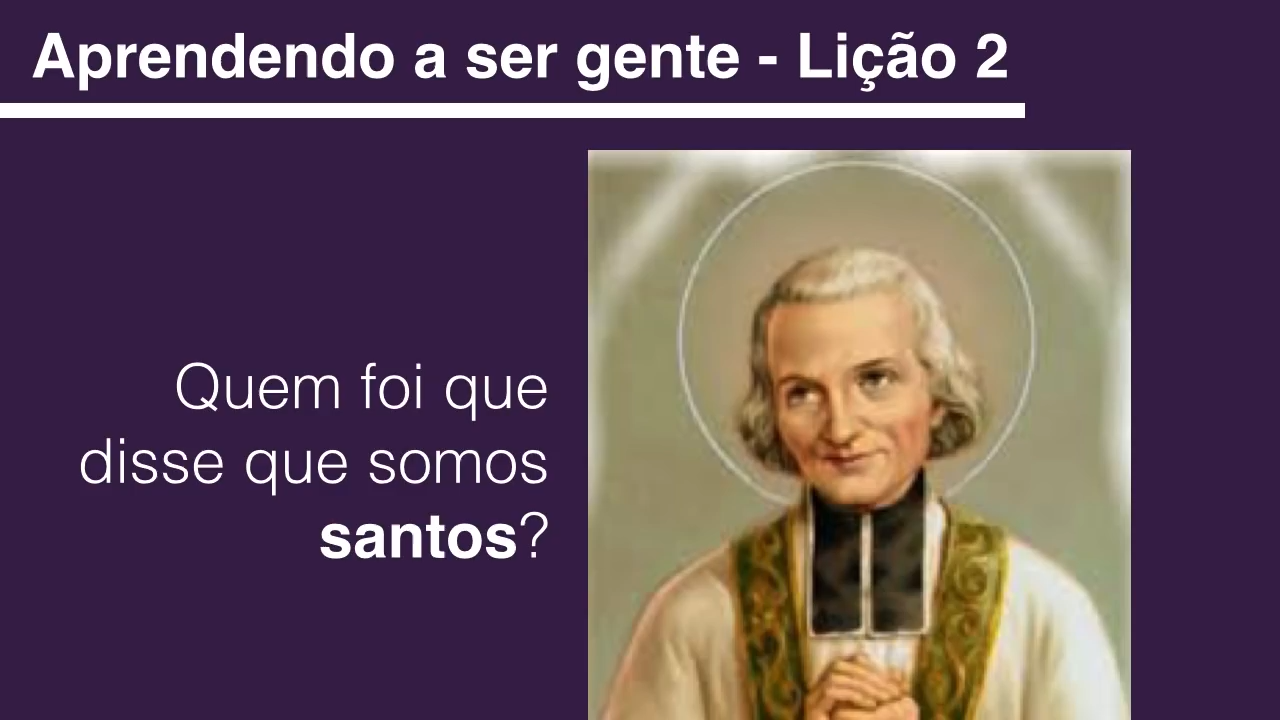 Aprendendo a ser gente - Lição 2
Quem foi que
disse que somos
santos?